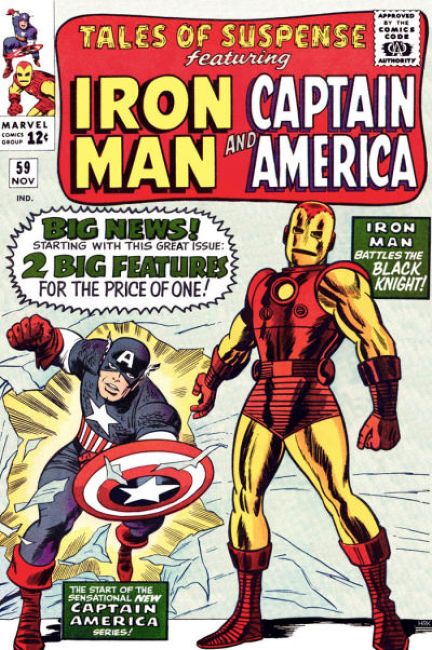 TALES OF SUSPENSE
featuring
IRON MAN
AND
CAPTAIN AMERICA
APPROVED
BY THE
COMICS
CODE
CA
AUTHORITY
MARVEL
COMICS GROUP 12¢
59
NOV
IND.
BIG NEWS!
STARTING WITH THIS GREAT ISSUE:
2 BIG FEATURES
FOR THE PRICE OF ONE!
IRON
MAN
BATTLES THE
BLACK
KNIGHT!
A
THE START OF THE
SENSATIONAL NEW
CAPTAIN
AMERICA
SERIES!